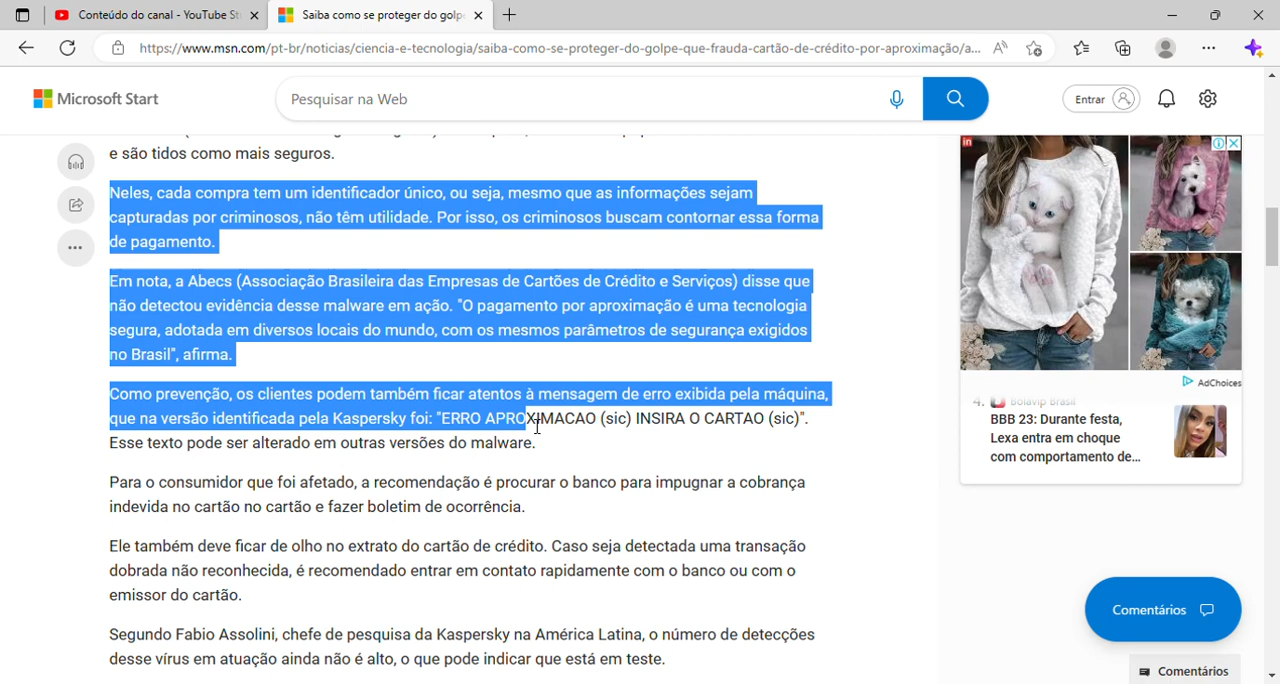 Conteúdo do canal - YouTube St
Saiba como se proteger do golpe
https://www.msn.com/pt-br/noticias/ciencia-e-tecnologia/saiba-como-se-proteger-do-golpe-que-frauda-cartão-de-crédito-por-aproximação/a...
Microsoft Start
Pesquisar na Web
Entrar
e são tidos como mais seguros.
Neles, cada compra tem um identificador único, ou seja, mesmo que as informações sejam
capturadas por criminosos, não têm utilidade. Por isso, os criminosos buscam contornar essa forma
de pagamento.
Em nota, a Abecs (Associação Brasileira das Empresas de Cartões de Crédito e Serviços) disse que
não detectou evidência desse malware em ação. "O pagamento por aproximação é uma tecnologia
segura, adotada em diversos locais do mundo, com os mesmos parâmetros de segurança exigidos
no Brasil", afirma.
Como prevenção, os clientes podem também ficar atentos à mensagem de erro exibida pela máquina,
que na versão identificada pela Kaspersky foi: "ERRO APROXIMACAO (sic) INSIRA O CARTAO (sic)".
Esse texto pode ser alterado em outras versões do malware.
Para o consumidor que foi afetado, a recomendação é procurar o banco para impugnar a cobrança
indevida no cartão no cartão e fazer boletim de ocorrência.
Ele também deve ficar de olho no extrato do cartão de crédito. Caso seja detectada uma transação
dobrada não reconhecida, é recomendado entrar em contato rapidamente com o banco ou com o
emissor do cartão.
Segundo Fabio Assolini, chefe de pesquisa da Kaspersky na América Latina, o número de detecções
desse vírus em atuação ainda não é alto, o que pode indicar que está em teste.
in
AdChoices
4. Bolavip Brasil
BBB 23: Durante festa,
Lexa entra em choque
com comportamento de...
Comentários
Comentários